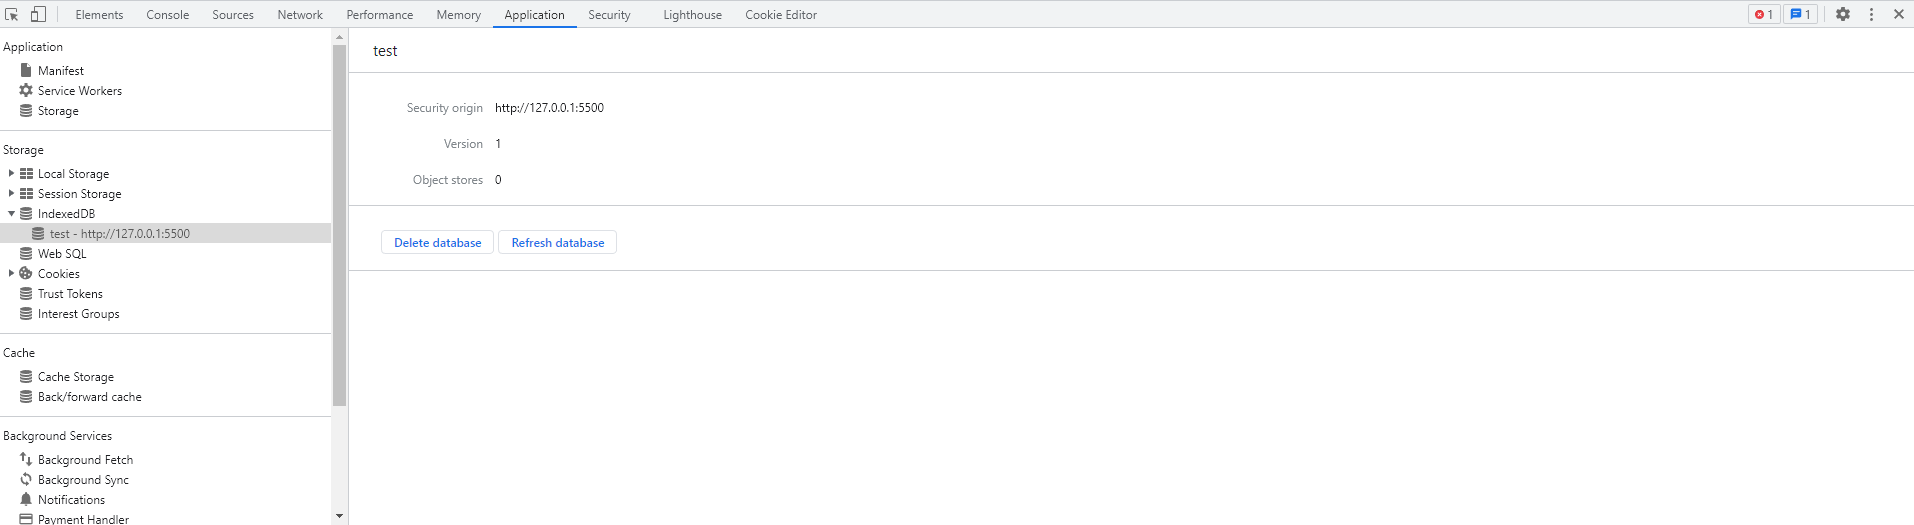 Elements Console Sources Network Performance Memory Application Security Lighthouse Cookie Editor 1 1
Application
Manifest
Service Workers
Storage
Storage
Local Storage
Session Storage
IndexedDB
test - http://127.0.0.1:5500
Web SQL
Cookies
Trust Tokens
Interest Groups
Cache
Cache Storage
Back/forward cache
Background Services
Background Fetch
Background Sync
Notifications
Payment Handler
test
Security origin http://127.0.0.1:5500
Version 1
Object stores 0
Delete database Refresh database